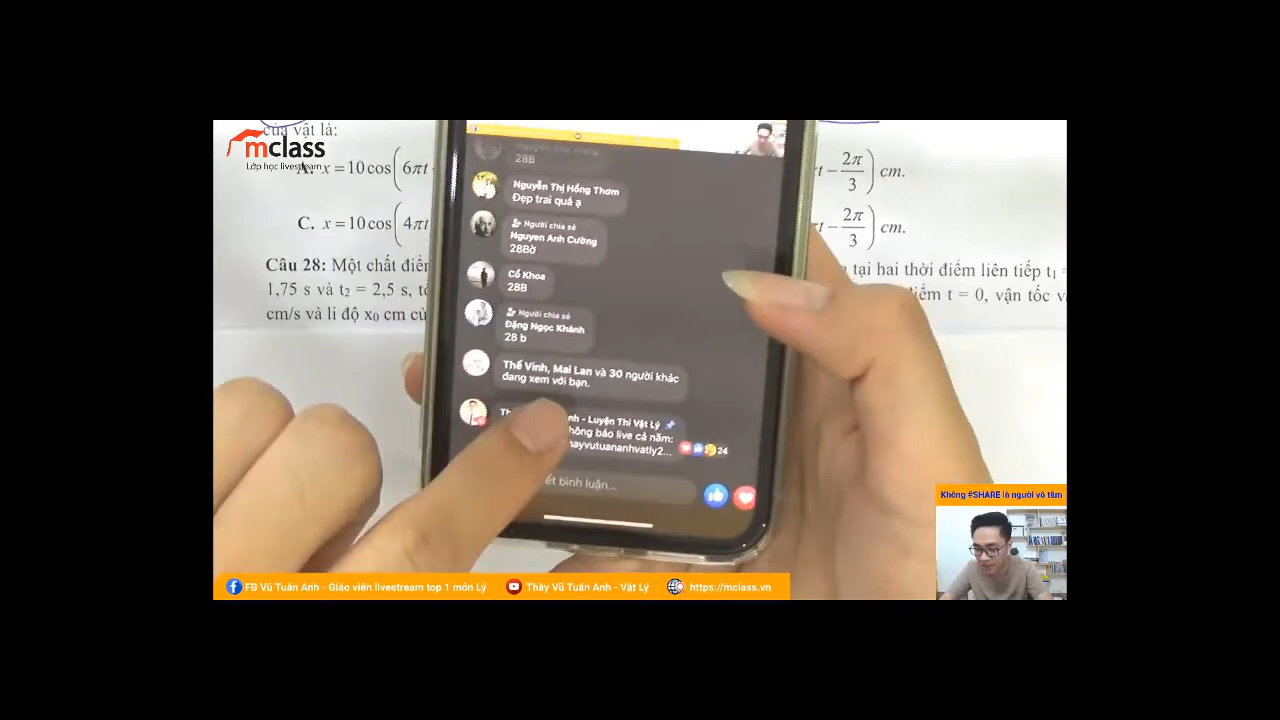 của vật là:
mclass
Lớp học livestream
A. x = 10 cos(6πt
t - 2π/3) cm.
C. x = 10 cos(4πt
t - 2π/3) cm.
Câu 28: Một chất điể
tại hai thời điểm liên tiếp t₁ =
1,75 s và t₂ = 2,5 s,
iểm t = 0, vận tốc v
cm/s và li độ x₀ cm củ
28B
Nguyễn Thị Hồng Thơm
Đẹp trai quá ạ
Người chia sẻ
Nguyen Anh Cường
28Bờ
Cổ Khoa
28B
Người chia sẻ
Đặng Ngọc Khánh
28 b
Thế Vinh, Mai Lan và 30 người khác
đang xem với bạn.
Th
nh - Luyện Thi Vật Lý
hông báo live cả năm:
hayvutuananhvatly2...
24
ết bình luận...
Không #SHARE là người vô tâm
FB Vũ Tuấn Anh - Giáo viên livestream top 1 môn Lý
Thầy Vũ Tuấn Anh - Vật Lý
https://mclass.vn